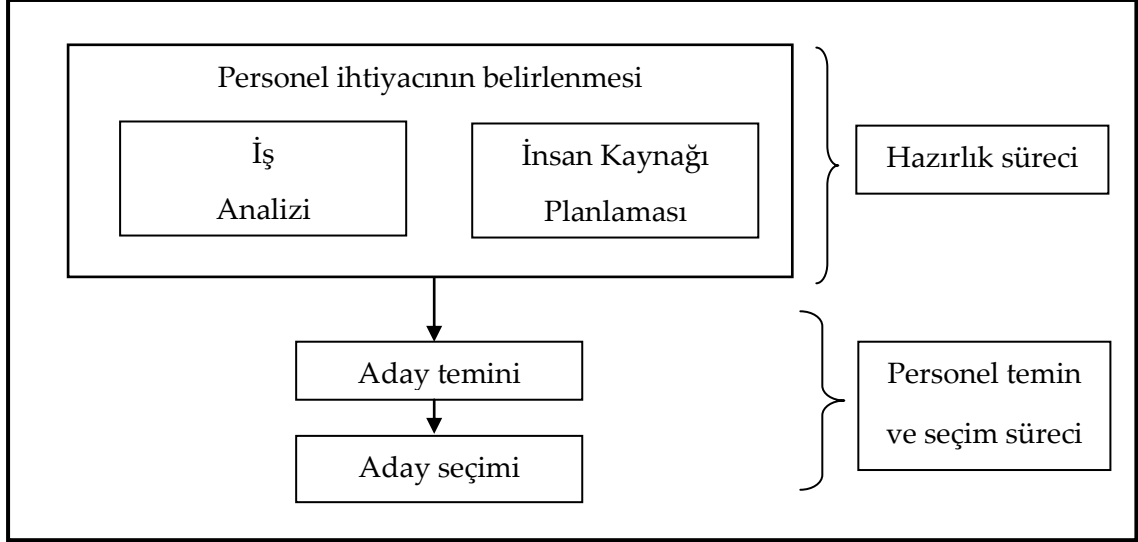 Personel ihtiyacının belirlenmesi
İş
Analizi
İnsan Kaynağı
Planlaması
Hazırlık süreci
Aday temini
Aday seçimi
Personel temin
ve seçim süreci